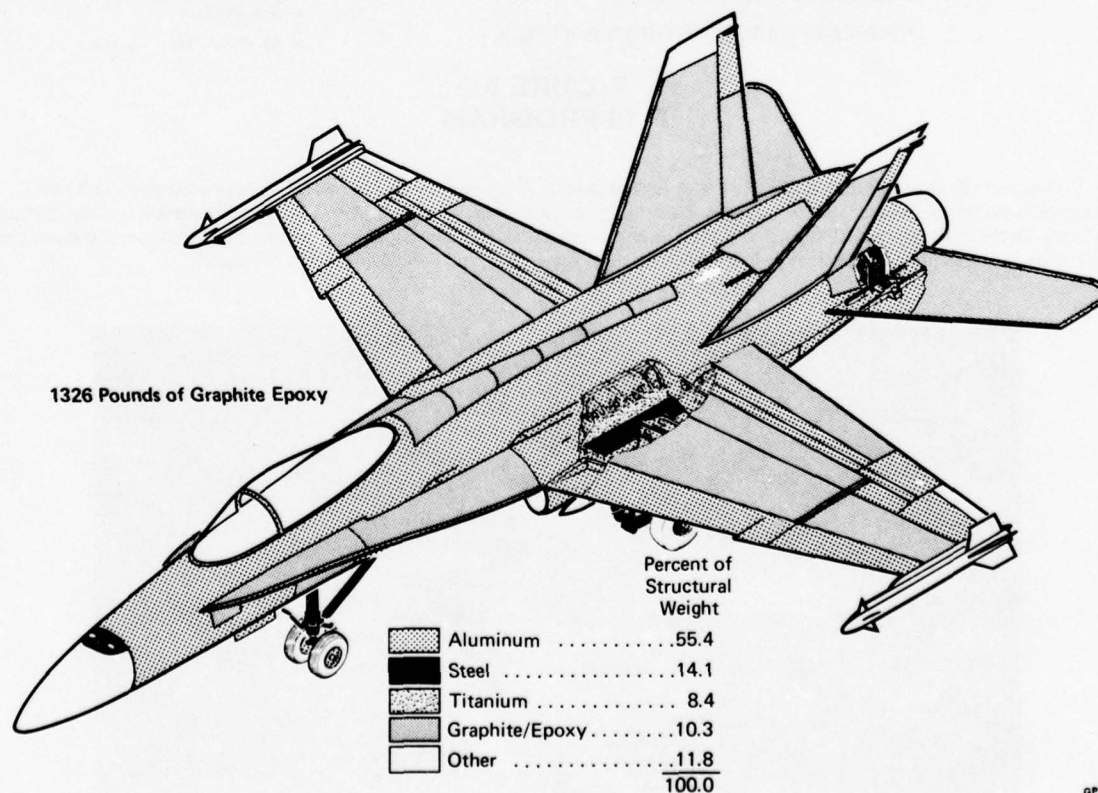 1326 Pounds of Graphite Epoxy
Percent of
Structural
Weight
Aluminum ..........55.4
Steel ..............14.1
Titanium ........... 8.4
Graphite/Epoxy........10.3
Other .............11.8
100.0